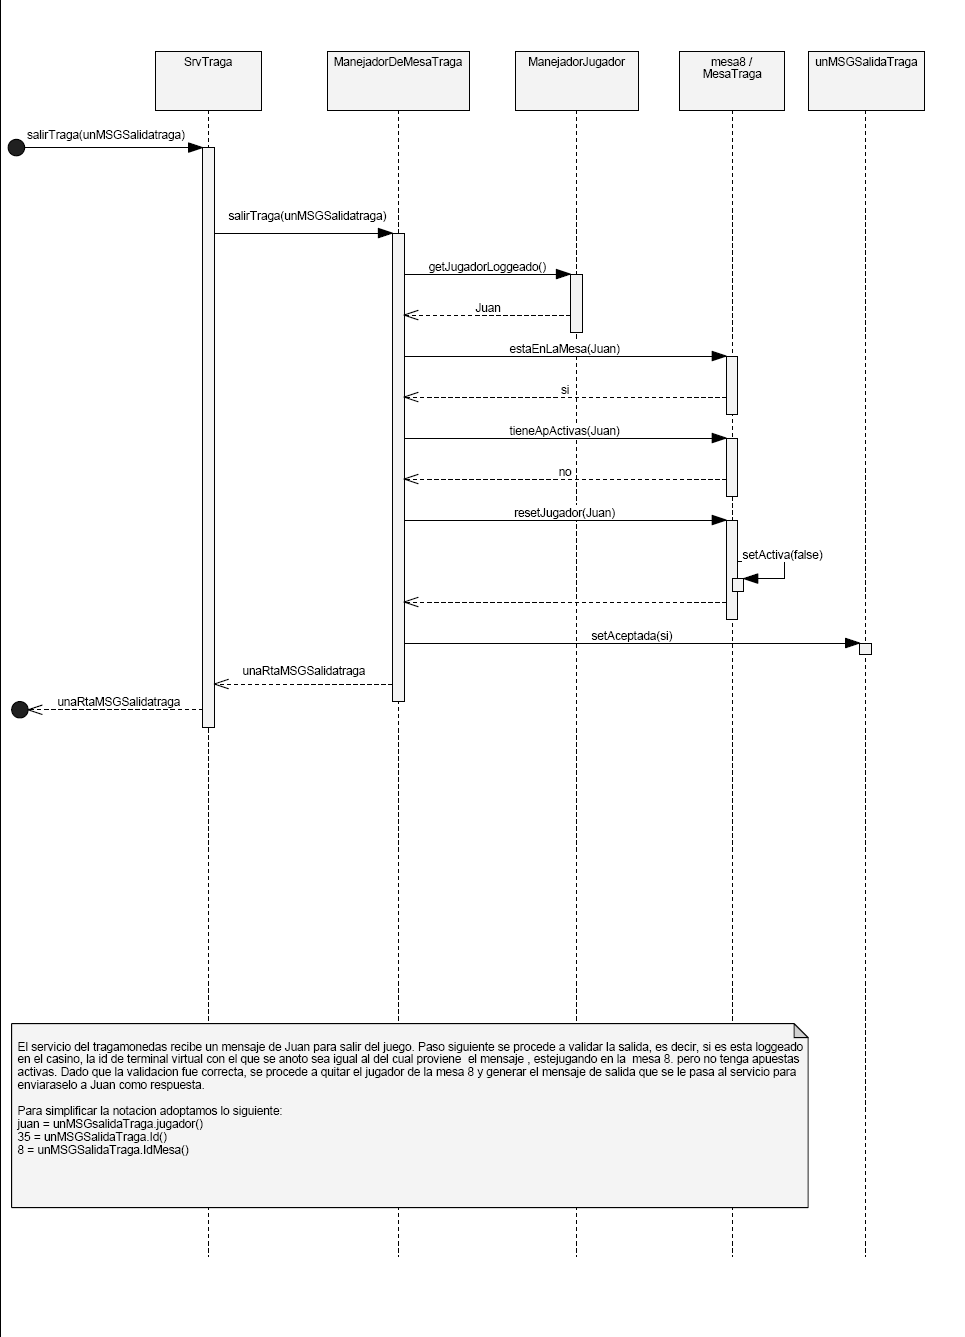 SrvTraga
ManejadorDeMesaTraga
ManejadorJugador
mesa8 /
MesaTraga
unMSGSalidaTraga
salirTraga(unMSGSalidatraga)
salirTraga(unMSGSalidatraga)
getJugadorLoggeado()
Juan
estaEnLaMesa(Juan)
si
tieneApActivas(Juan)
no
resetJugador(Juan)
setActiva(false)
setAceptada(si)
unaRtaMSGSalidatraga
unaRtaMSGSalidatraga
El servicio del tragamonedas recibe un mensaje de Juan para salir del juego. Paso siguiente se procede a validar la salida, es decir, si es esta loggeado
en el casino, la id de terminal virtual con el que se anoto sea igual al del cual proviene el mensaje , estejugando en la mesa 8. pero no tenga apuestas
activas. Dado que la validacion fue correcta, se procede a quitar el jugador de la mesa 8 y generar el mensaje de salida que se le pasa al servicio para
enviaraselo a Juan como respuesta.
Para simplificar la notacion adoptamos lo siguiente:
juan = unMSGsalidaTraga.jugador()
35 = unMSGSalidaTraga.Id()
8 = unMSGSalidaTraga.IdMesa()